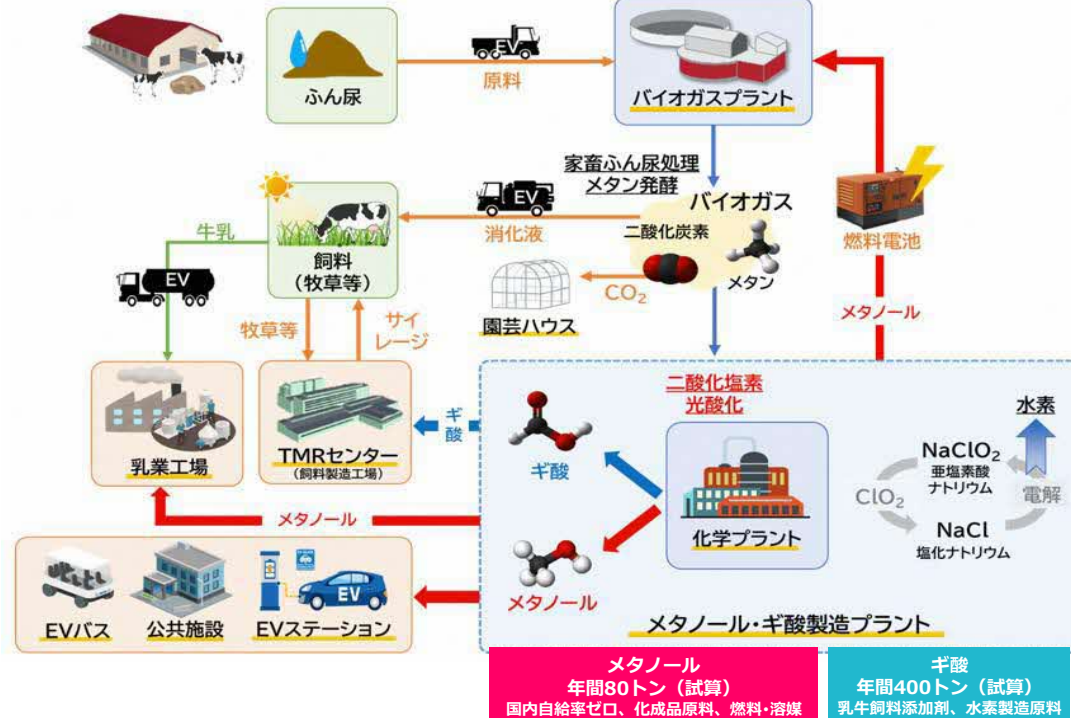 EV
原料
ふん尿
バイオガスプラント
家畜ふん尿処理
メタン発酵
バイオガス
二酸化炭素
メタン
EV
消化液
燃料電池
牛乳
EV
飼料
(牧草等)
CO₂
園芸ハウス
メタノール
牧草等
サイ
レージ
二酸化塩素
光酸化
水素
ギ
酸
NaClO₂
亜塩素酸
ナトリウム
ClO₂
電解
NaCl
塩化ナトリウム
乳業工場
TMRセンター
(飼料製造工場)
ギ酸
メタノール
化学プラント
メタノール
EV
EVバス
公共施設
EVステーション
メタノール・ギ酸製造プラント
メタノール
年間80トン（試算）
国内自給率ゼロ、化成品原料、燃料・溶媒
ギ酸
年間400トン（試算）
乳牛飼料添加剤、水素製造原料